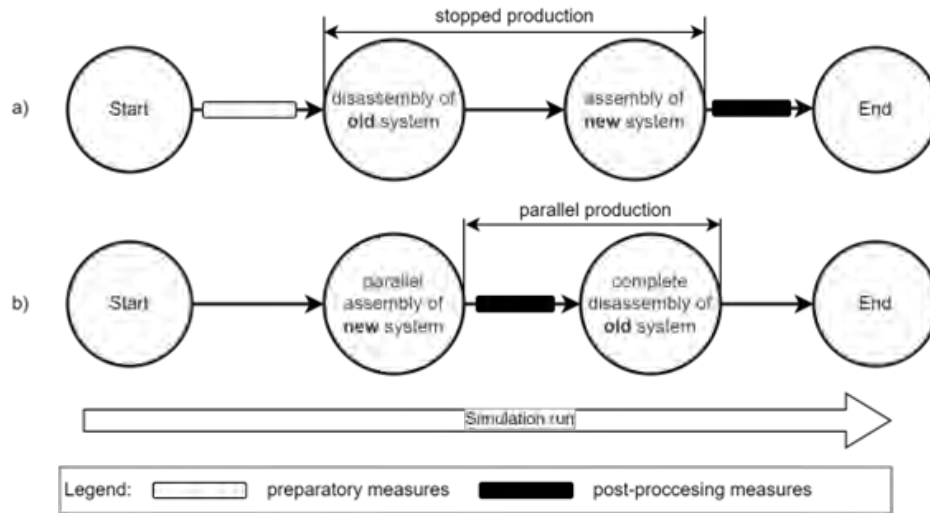 stopped production
a)
Start
disassembly of
old system
assembly of
new system
End
parallel production
b)
Start
parallel
assembly of
new system
complete
disassembly of
old system
End
Simulation run
Legend: preparatory measures post-proccesing measures